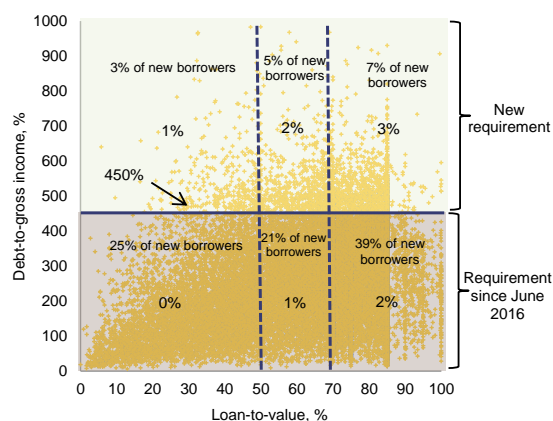 Debt-to-gross income, %
1000
900
800
700
600
500
400
300
200
100
0
3% of new borrowers
5% of new
borrowers
7% of new
borrowers
1%
2%
3%
450%
25% of new borrowers
21% of new
borrowers
39% of new
borrowers
0%
1%
2%
New
requirement
Requirement
since June
2016
0 10 20 30 40 50 60 70 80 90 100
Loan-to-value, %